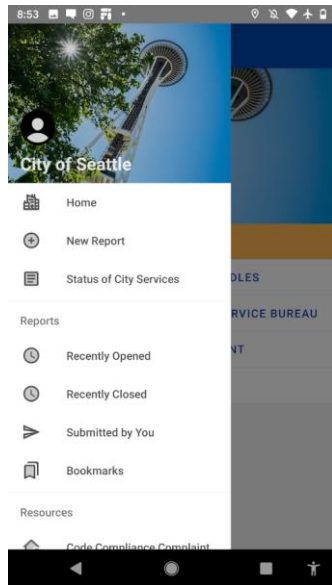 8:53
City of Seattle
Home
New Report
Status of City Services
Reports
Recently Opened
Recently Closed
Submitted by You
Bookmarks
Resources
Code Compliance Complaint
OLES
RVICE BUREAU
NT